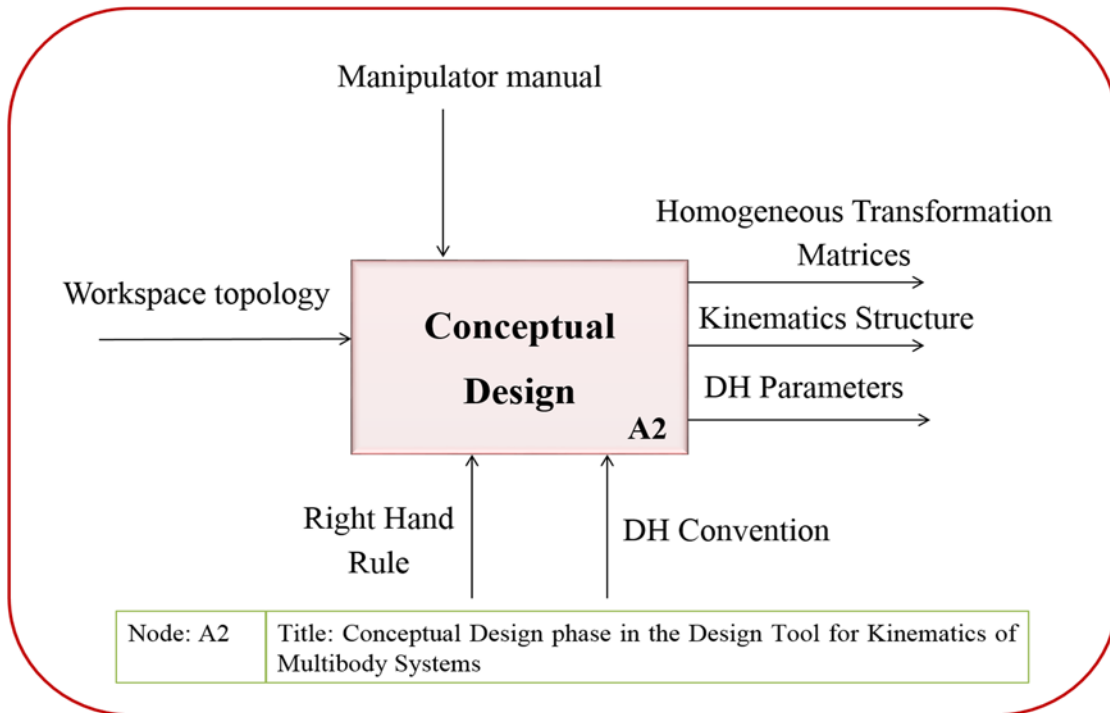 Manipulator manual
Homogeneous Transformation
Matrices
Workspace topology
Kinematics Structure
Conceptual
Design
DH Parameters
A2
Right Hand
Rule
DH Convention
Node: A2
Title: Conceptual Design phase in the Design Tool for Kinematics of
Multibody Systems